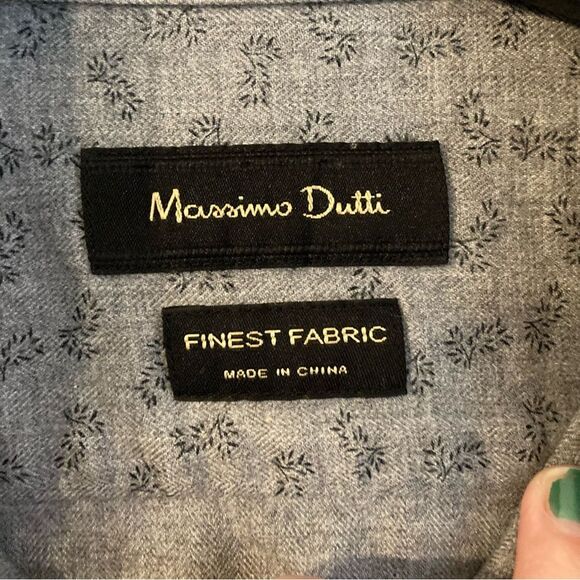 Massimo Dutti
FINEST FABRIC
MADE IN CHINA